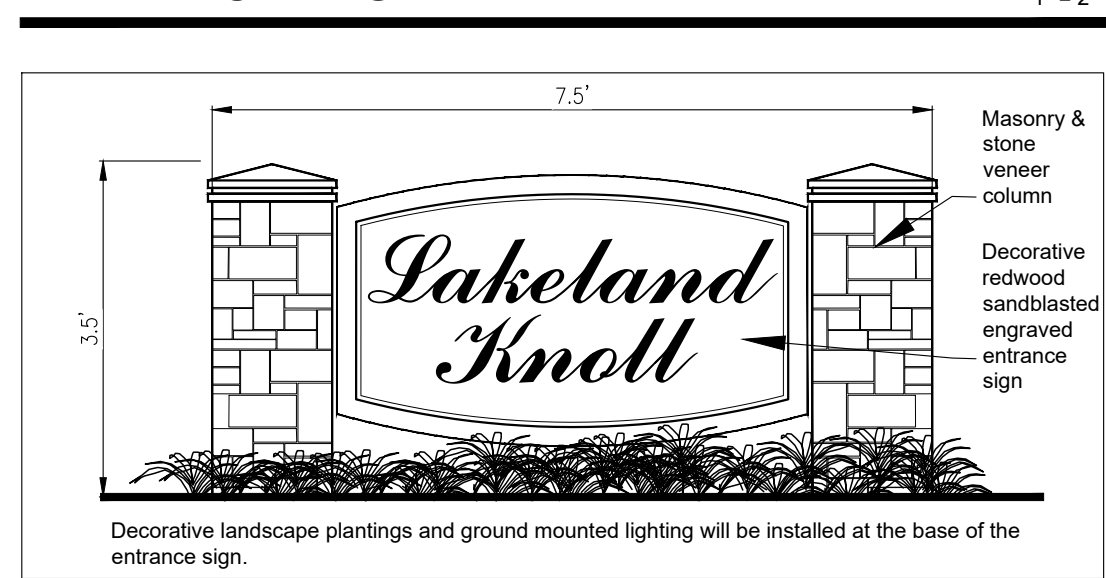 7.5'
Masonry &
stone
veneer
column
Decorative
redwood
sandblasted
engraved
entrance
sign
3.5'
Lakeland
Knoll
Decorative landscape plantings and ground mounted lighting will be installed at the base of the
entrance sign.